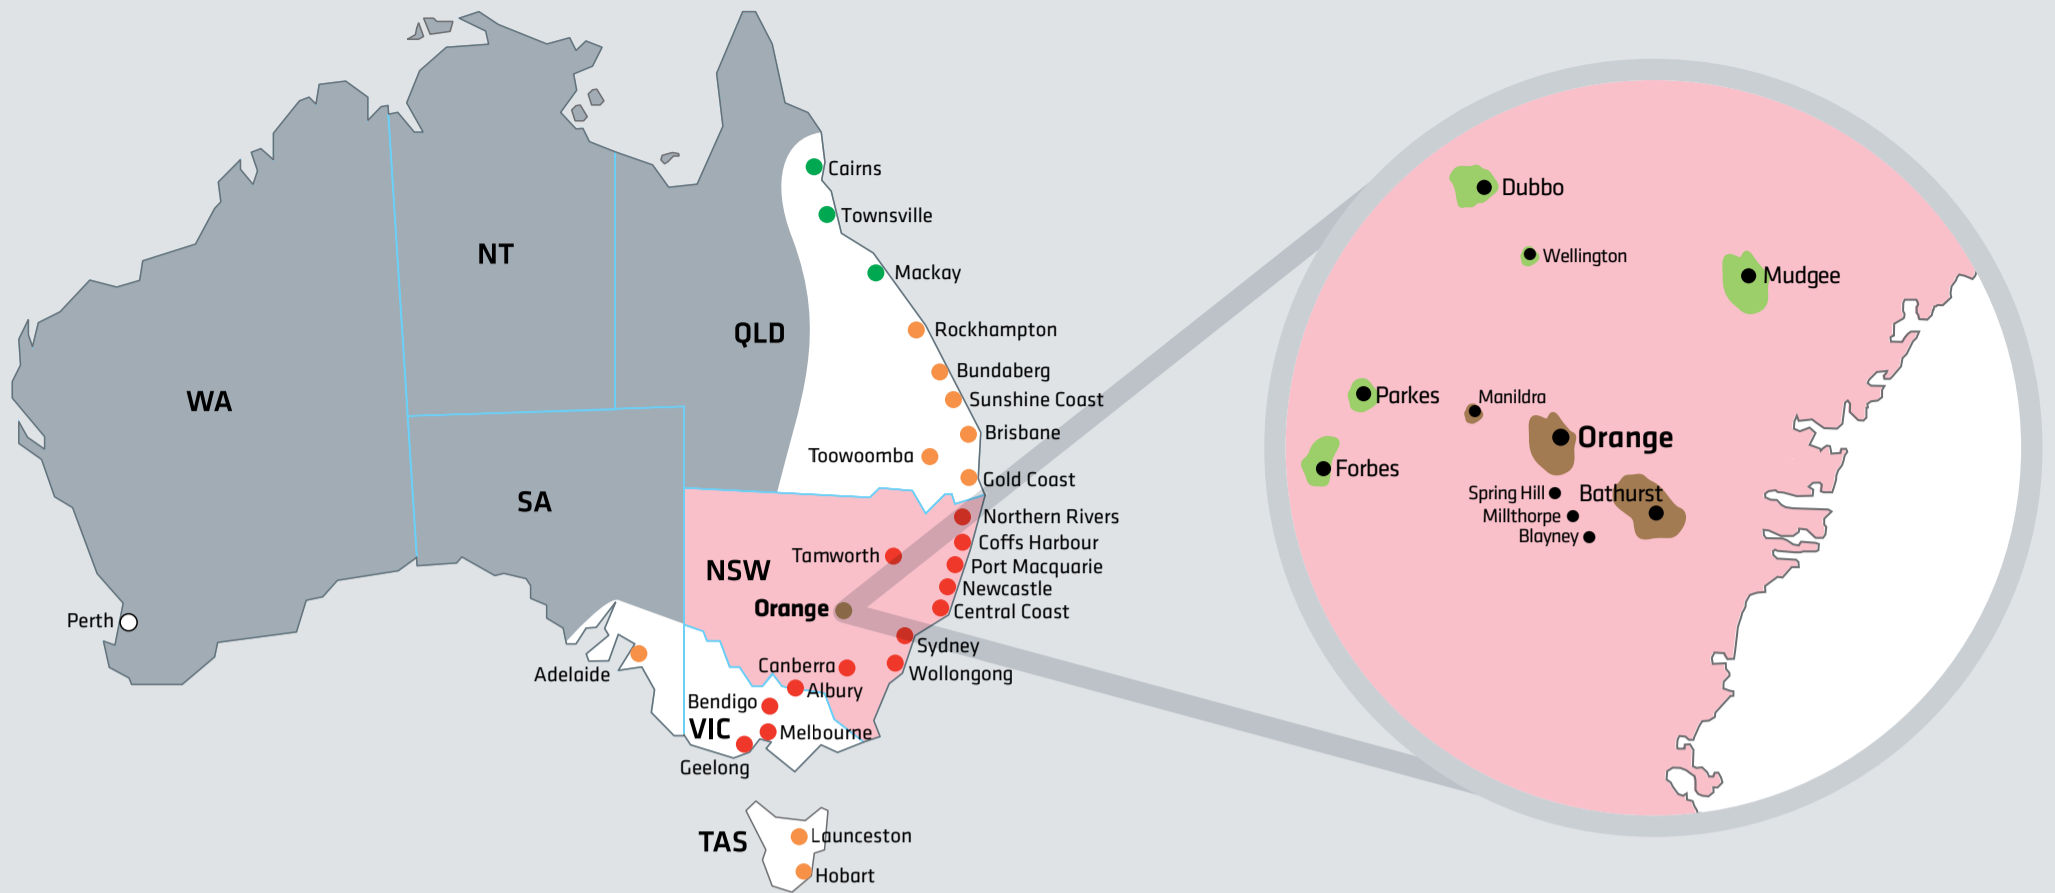 NT
QLD
WA
SA
NSW
VIC
TAS
Perth
Adelaide
Cairns
Townsville
Mackay
Rockhampton
Bundaberg
Sunshine Coast
Brisbane
Toowoomba
Gold Coast
Northern Rivers
Coffs Harbour
Tamworth
Port Macquarie
Newcastle
Orange
Central Coast
Sydney
Canberra
Wollongong
Albury
Bendigo
Melbourne
Geelong
Launceston
Hobart
Dubbo
Wellington
Mudgee
Parkes
Manildra
Orange
Forbes
Spring Hill
Bathurst
Millthorpe
Blayney